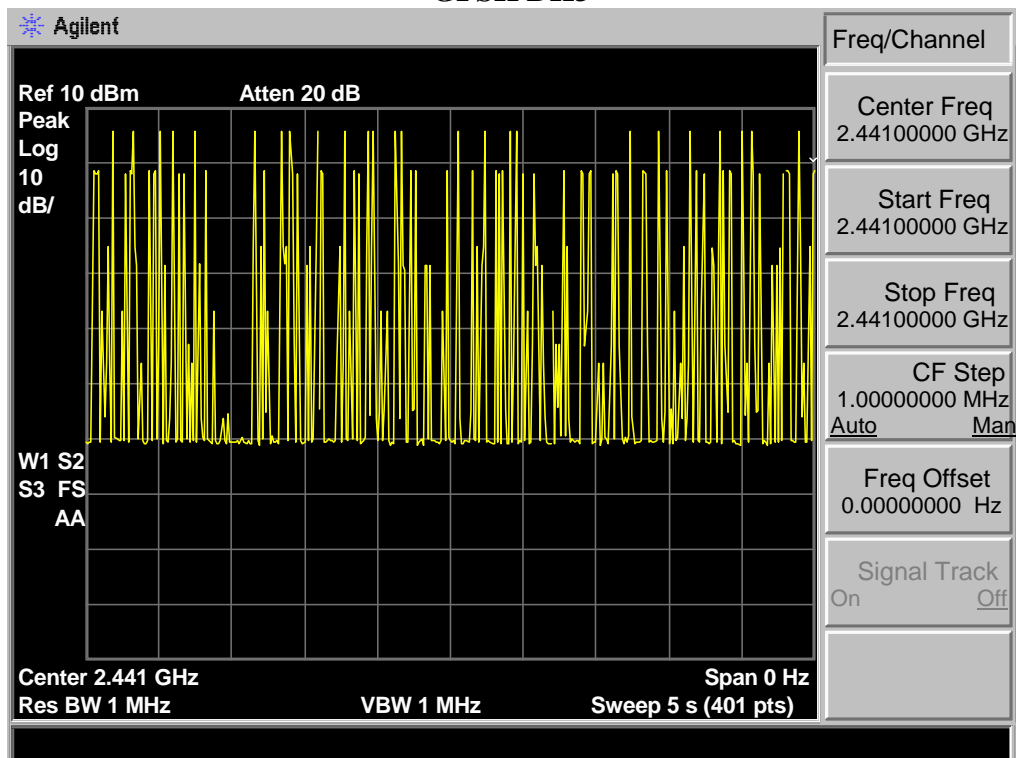 Agilent
Freq/Channel
Ref 10 dBm Atten 20 dB
Peak
Log
10
dB/
W1 S2
S3 FS
AA
Center 2.441 GHz Span 0 Hz
Res BW 1 MHz VBW 1 MHz Sweep 5 s (401 pts)
Center Freq
2.44100000 GHz
Start Freq
2.44100000 GHz
Stop Freq
2.44100000 GHz
CF Step
1.00000000 MHz
Auto Man
Freq Offset
0.00000000 Hz
Signal Track
On Off